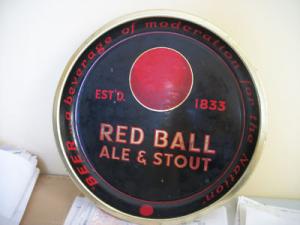 BEER - a beverage of moderation for the Nation
EST'D. 1833
RED BALL
ALE & STOUT